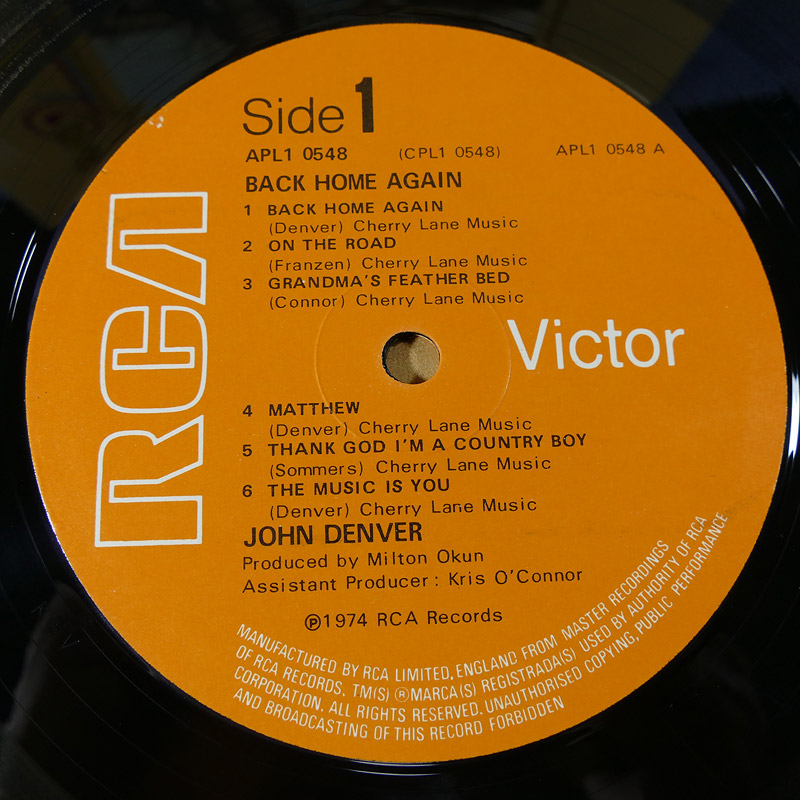 Side 1
APL1 0548 (CPL1 0548) APL1 0548 A
BACK HOME AGAIN
1 BACK HOME AGAIN
(Denver) Cherry Lane Music
2 ON THE ROAD
(Franzen) Cherry Lane Music
3 GRANDMA'S FEATHER BED
(Connor) Cherry Lane Music
RCA
Victor
4 MATTHEW
(Denver) Cherry Lane Music
5 THANK GOD I'M A COUNTRY BOY
(Sommers) Cherry Lane Music
6 THE MUSIC IS YOU
(Denver) Cherry Lane Music
JOHN DENVER
Produced by Milton Okun
Assistant Producer: Kris O'Connor
℗1974 RCA Records
MANUFACTURED BY RCA LIMITED, ENGLAND FROM MASTER RECORDINGS
OF RCA RECORDS. TM(S) ®MARCA(S) REGISTRADA(S) USED BY AUTHORITY OF RCA
CORPORATION. ALL RIGHTS RESERVED. UNAUTHORISED COPYING, PUBLIC PERFORMANCE
AND BROADCASTING OF THIS RECORD FORBIDDEN